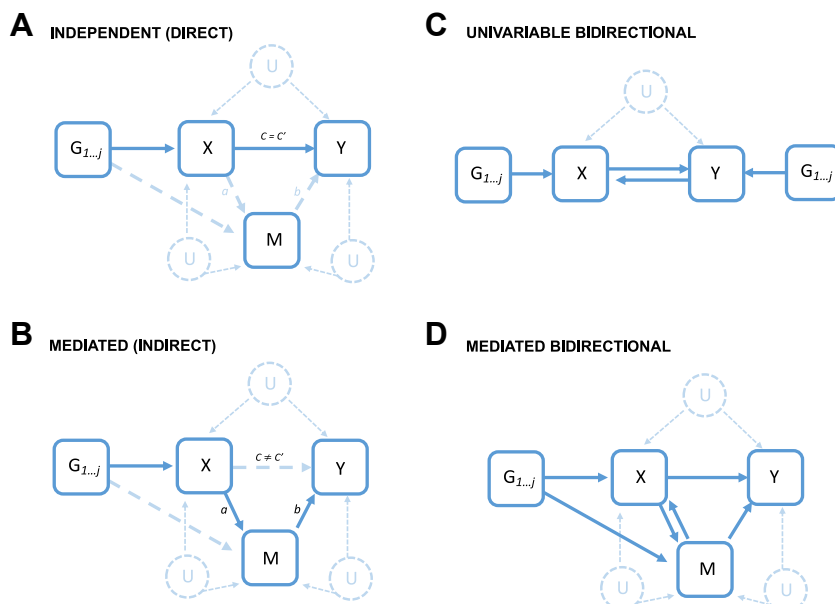 A INDEPENDENT (DIRECT)
U
G1...j
X
C = C'
Y
a
b
M
U
U
B MEDIATED (INDIRECT)
U
G1...j
X
C ≠ C'
Y
a
b
M
U
U
C UNIVARIABLE BIDIRECTIONAL
U
G1...j
X
Y
G1...j
D MEDIATED BIDIRECTIONAL
U
G1...j
X
Y
M
U
U